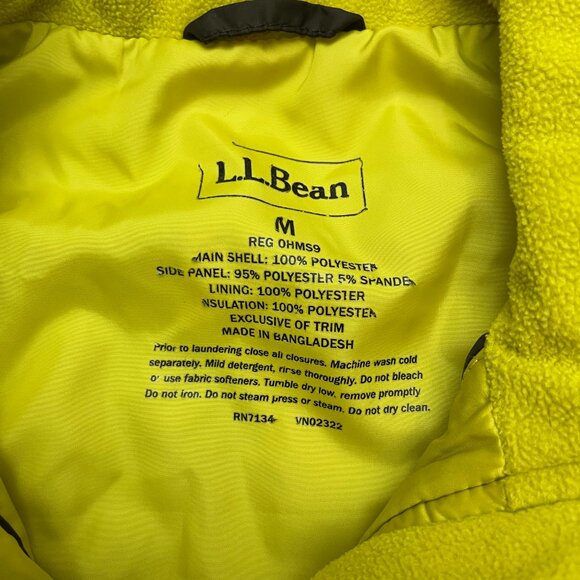 L.L.Bean
M
REG OHMS9
MAIN SHELL: 100% POLYESTER
SIDE PANEL: 95% POLYESTER 5% SPANDEX
LINING: 100% POLYESTER
INSULATION: 100% POLYESTER
EXCLUSIVE OF TRIM
MADE IN BANGLADESH
Prior to laundering close all closures. Machine wash cold
separately. Mild detergent, rinse thoroughly. Do not bleach
or use fabric softeners. Tumble dry low, remove promptly
Do not iron. Do not steam press or steam. Do not dry clean.
RN7134 VN02322